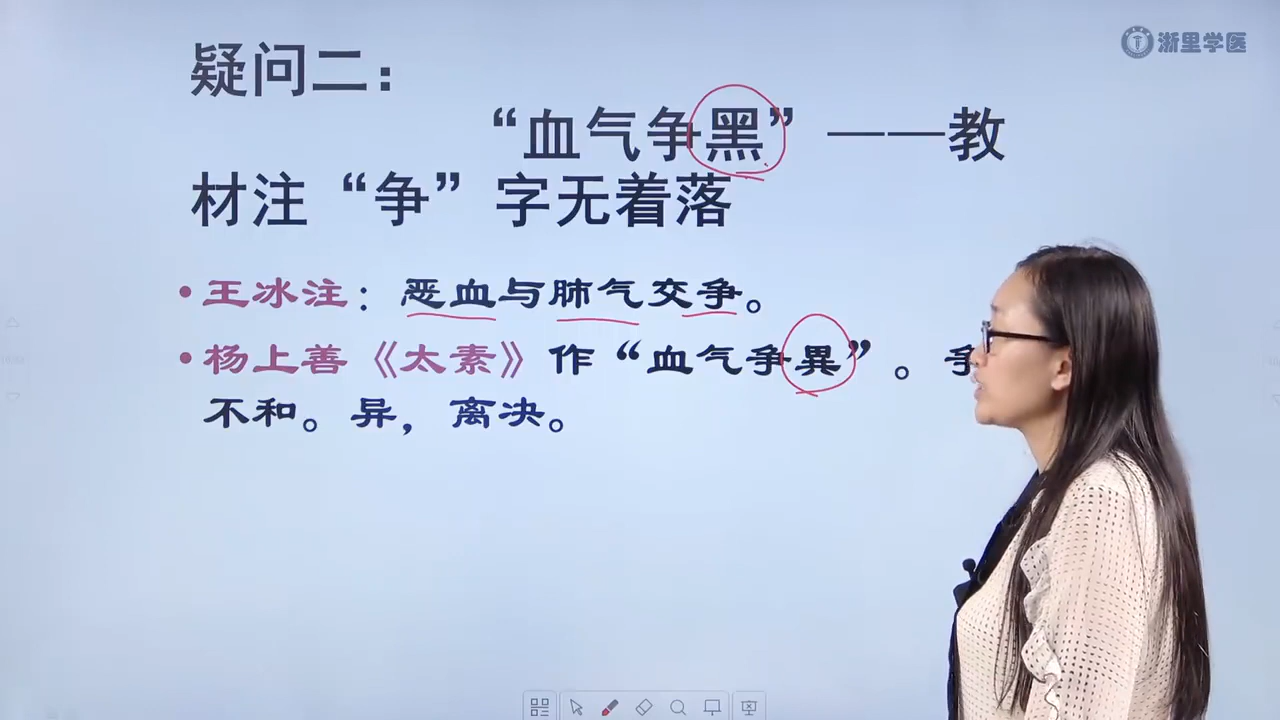 浙里学医
疑问二：
“血气争黑”——教
材注“争”字无着落
•王冰注：恶血与肺气交争。
•杨上善《太素》作“血气争異”。
不和。异，离决。